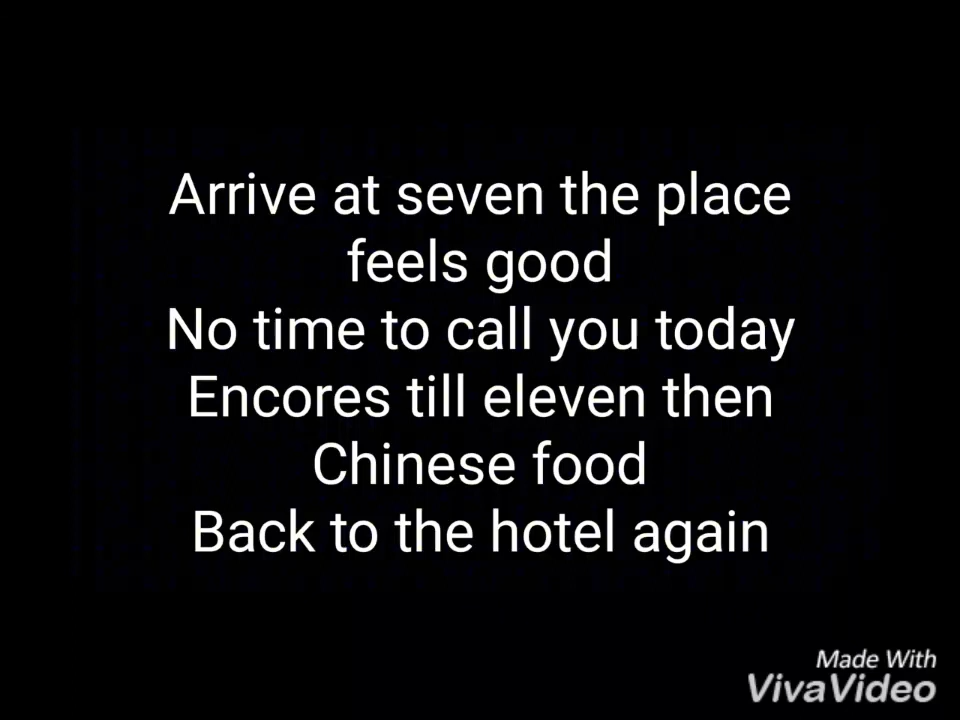 Arrive at seven the place
feels good
No time to call you today
Encores till eleven then
Chinese food
Back to the hotel again
Made With
VivaVideo